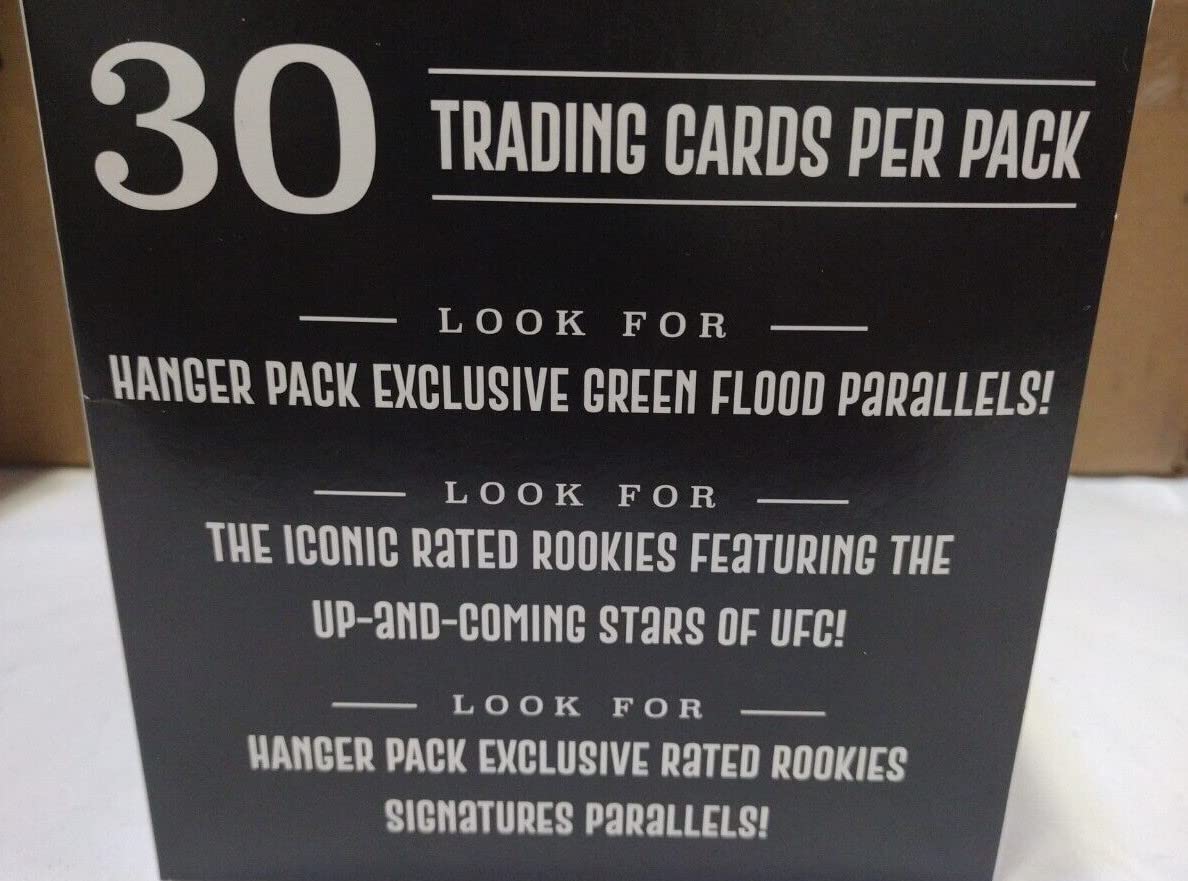 30 TRADING CARDS PER PACK
LOOK FOR
HANGER PACK EXCLUSIVE GREEN FLOOD PaRaLLELS!
LOOK FOR
THE ICONIC RaTED ROOKIES FEaTURING THE
UP-aND-COMING STaRS OF UFC!
LOOK FOR
HANGER PACK EXCLUSIVE RaTED ROOKIES
SIGNaTURES PaRaLLELS!